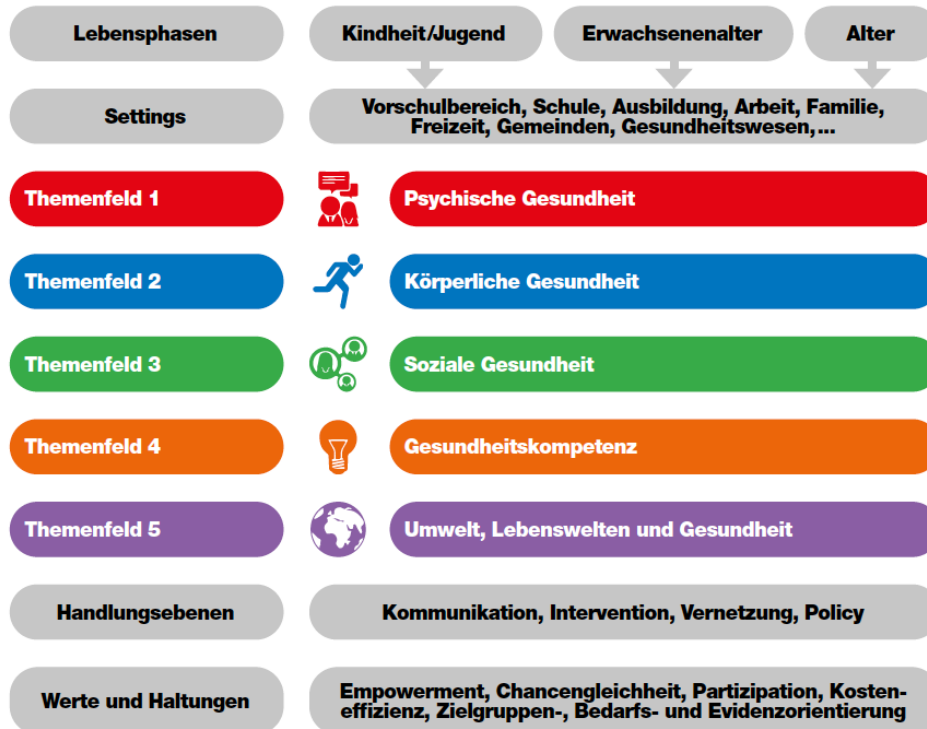 Lebensphasen
Kindheit/Jugend
Erwachsenenalter
Alter
Settings
Vorschulbereich, Schule, Ausbildung, Arbeit, Familie,
Freizeit, Gemeinden, Gesundheitswesen,...
Themenfeld 1
Psychische Gesundheit
Themenfeld 2
Körperliche Gesundheit
Themenfeld 3
Soziale Gesundheit
Themenfeld 4
Gesundheitskompetenz
Themenfeld 5
Umwelt, Lebenswelten und Gesundheit
Handlungsebenen
Kommunikation, Intervention, Vernetzung, Policy
Werte und Haltungen
Empowerment, Chancengleichheit, Partizipation, Kosten-
effizienz, Zielgruppen-, Bedarfs- und Evidenzorientierung